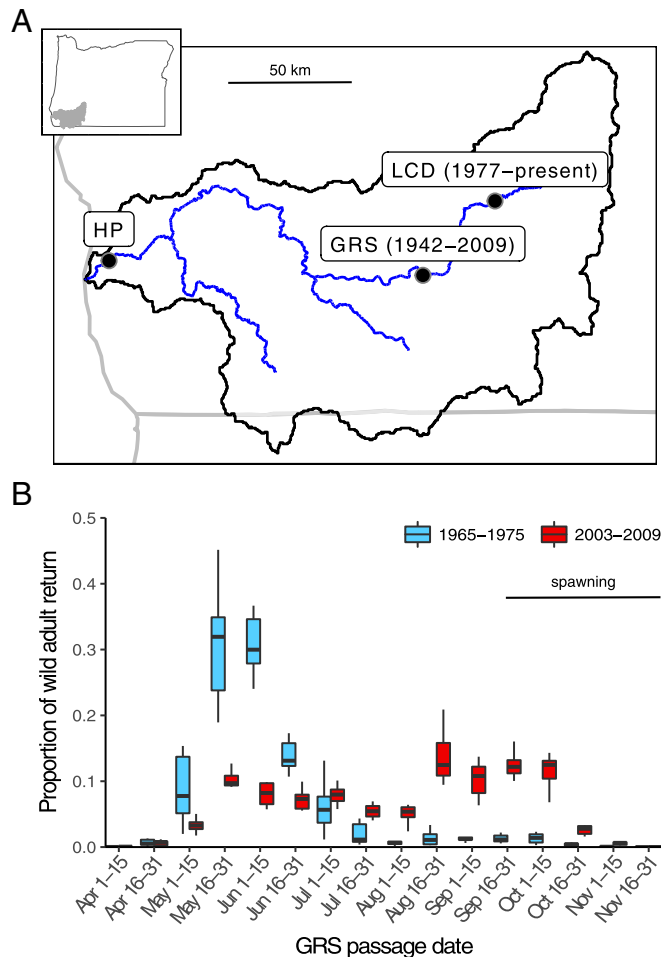 A
50 km
LCD (1977–present)
HP
GRS (1942–2009)
B
Proportion of wild adult return
0.5
0.4
0.3
0.2
0.1
0.0
1965–1975
2003–2009
spawning
Apr 1–15
Apr 16–31
May 1–15
May 16–31
Jun 1–15
Jun 16–31
Jul 1–15
Jul 16–31
Aug 1–15
Aug 16–31
Sep 1–15
Sep 16–31
Oct 1–15
Oct 16–31
Nov 1–15
Nov 16–31
GRS passage date